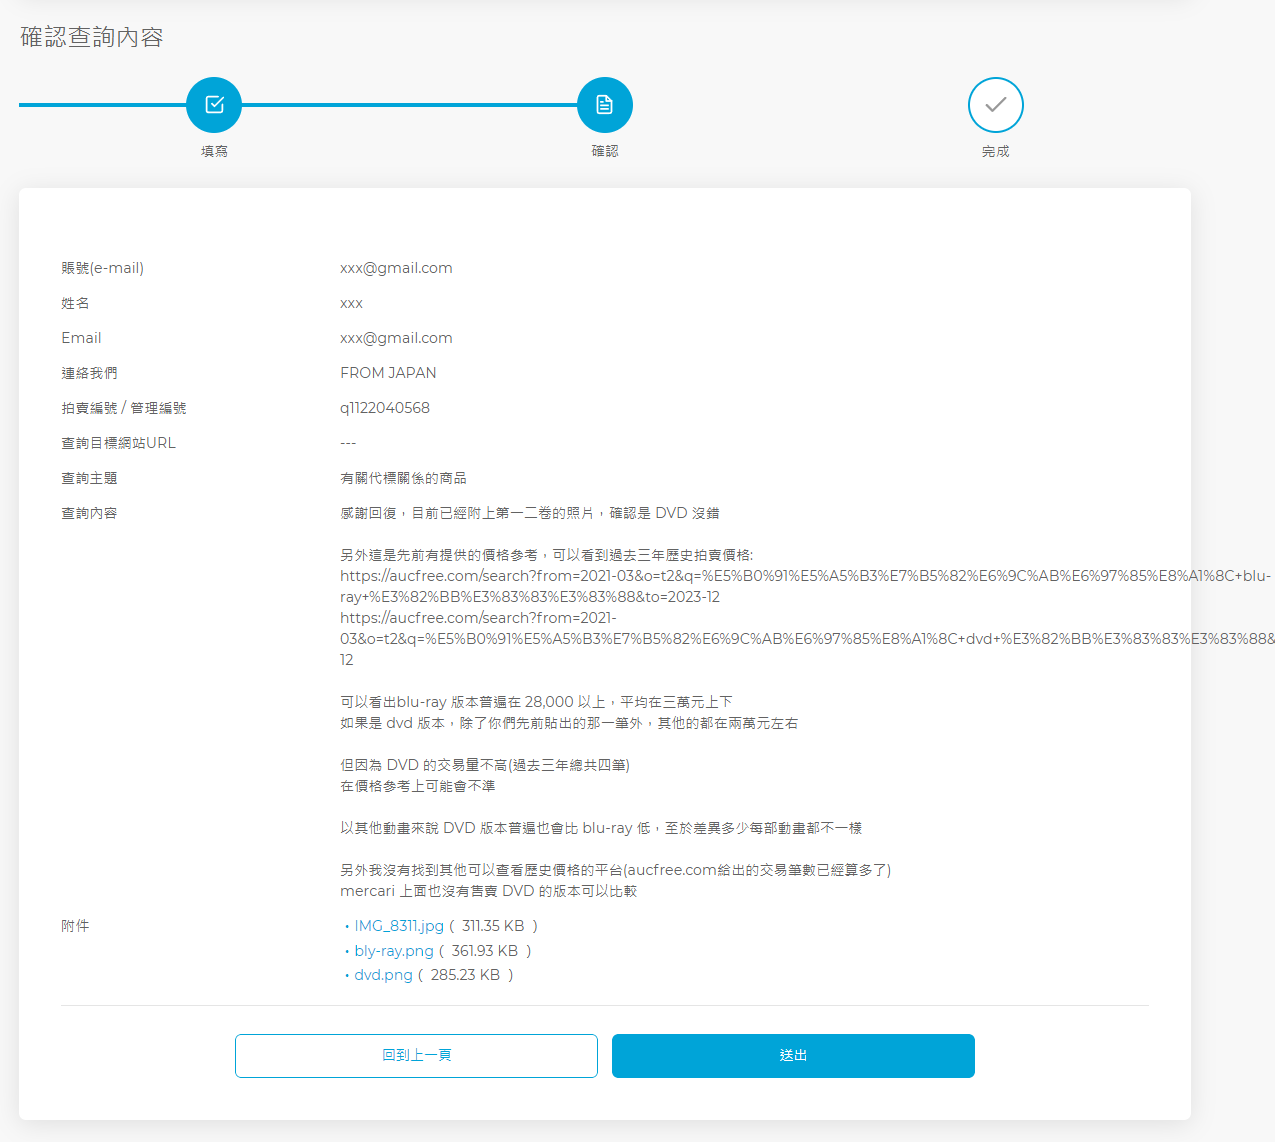 確認查詢內容
填寫
確認
完成
賬號(e-mail) xxx@gmail.com
姓名 xxx
Email xxx@gmail.com
連絡我們 FROM JAPAN
拍賣編號 / 管理編號 q1122040568
查詢目標網站URL ---
查詢主題 有關代標關係的商品
查詢內容 感謝回復，目前已經附上第一二卷的照片，確認是 DVD 沒錯
另外這是先前有提供的價格參考，可以看到過去三年歷史拍賣價格:
https://aucfree.com/search?from=2021-03&o=t2&q=%E5%B0%91%E5%A5%B3%E7%B5%82%E6%9C%AB%E6%97%85%E8%A1%8C+blu-
ray+%E3%82%BB%E3%83%83%E3%83%88&to=2023-12
https://aucfree.com/search?from=2021-
03&o=t2&q=%E5%B0%91%E5%A5%B3%E7%B5%82%E6%9C%AB%E6%97%85%E8%A1%8C+dvd+%E3%82%BB%E3%83%83%E3%83%88&
12
可以看出blu-ray 版本普遍在 28,000 以上，平均在三萬元上下
如果是 dvd 版本，除了你們先前貼出的那一筆外，其他的都在兩萬元左右
但因為 DVD 的交易量不高(過去三年總共四筆)
在價格參考上可能會不準
以其他動畫來說 DVD 版本普遍也會比 blu-ray 低，至於差異多少每部動畫都不一樣
另外我沒有找到其他可以查看歷史價格的平台(aucfree.com給出的交易筆數已經算多了)
mercari 上面也沒有售賣 DVD 的版本可以比較
附件 • IMG_8311.jpg ( 311.35 KB )
• bly-ray.png ( 361.93 KB )
• dvd.png ( 285.23 KB )
回到上一頁
送出